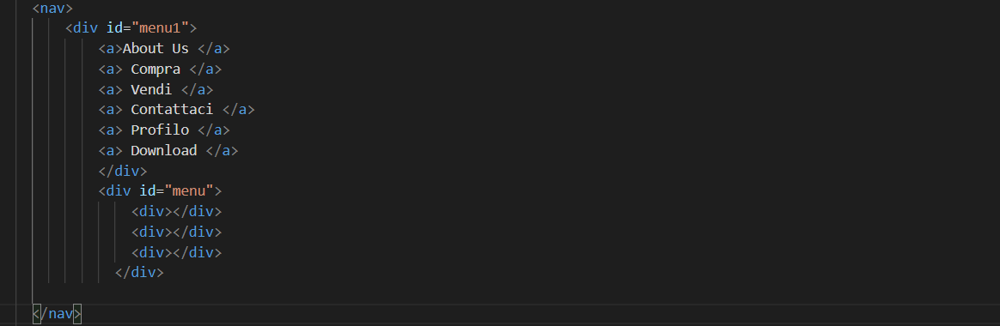 <nav>
<div id="menu1">
<a>About Us </a>
<a> Compra </a>
<a> Vendi </a>
<a> Contattaci </a>
<a> Profilo </a>
<a> Download </a>
</div>
<div id="menu">
<div></div>
<div></div>
<div></div>
</div>
</nav>